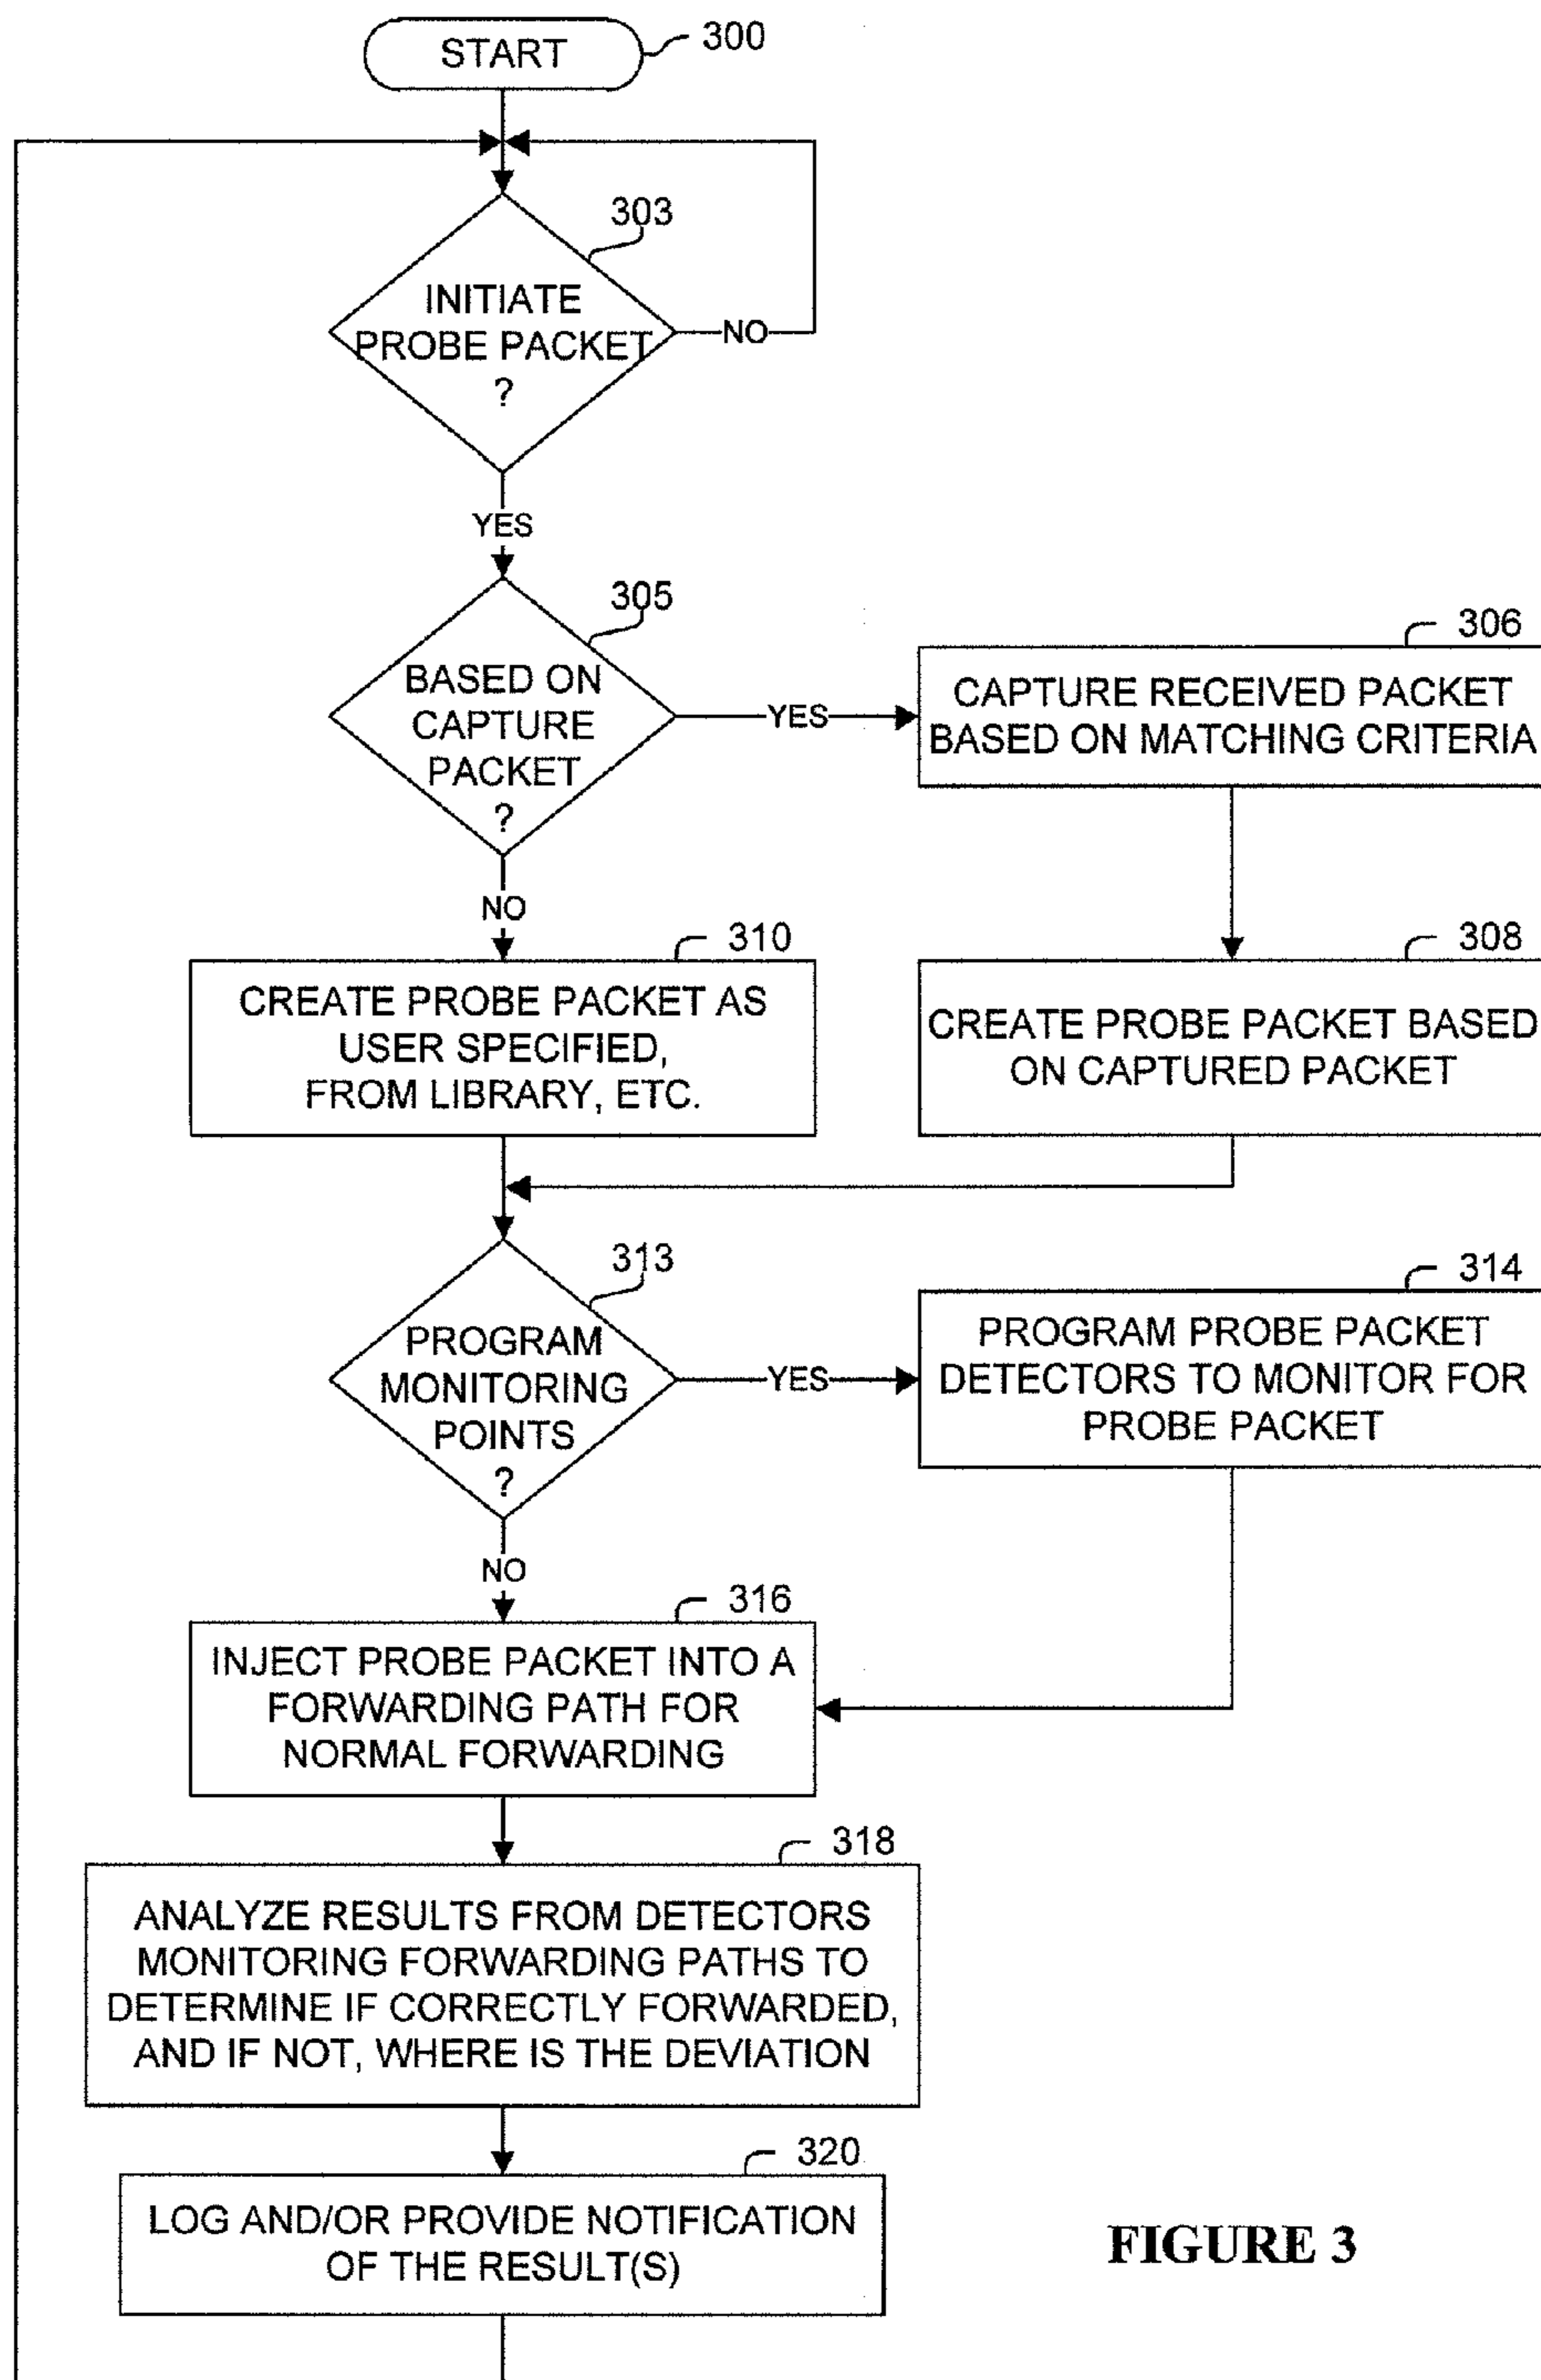 START
300
303
INITIATE
PROBE PACKET
?
NO
YES
305
BASED ON
CAPTURE
PACKET
?
YES
306
CAPTURE RECEIVED PACKET
BASED ON MATCHING CRITERIA
NO
310
CREATE PROBE PACKET AS
USER SPECIFIED,
FROM LIBRARY, ETC.
308
CREATE PROBE PACKET BASED
ON CAPTURED PACKET
313
PROGRAM
MONITORING
POINTS
?
YES
314
PROGRAM PROBE PACKET
DETECTORS TO MONITOR FOR
PROBE PACKET
NO
316
INJECT PROBE PACKET INTO A
FORWARDING PATH FOR
NORMAL FORWARDING
318
ANALYZE RESULTS FROM DETECTORS
MONITORING FORWARDING PATHS TO
DETERMINE IF CORRECTLY FORWARDED,
AND IF NOT, WHERE IS THE DEVIATION
320
LOG AND/OR PROVIDE NOTIFICATION
OF THE RESULT(S)
FIGURE 3